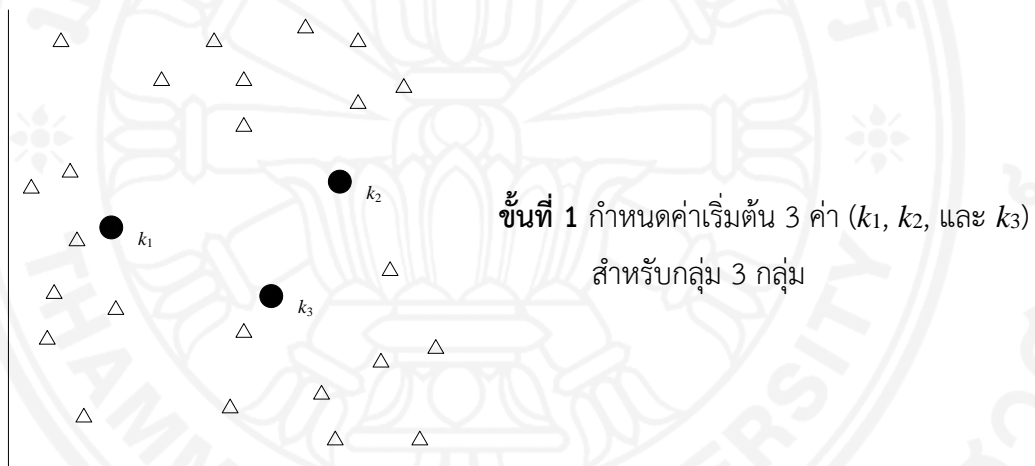 k₂
k₁
k₃
ขั้นที่ 1 กำหนดค่าเริ่มต้น 3 ค่า (k₁, k₂, และ k₃)
สำหรับกลุ่ม 3 กลุ่ม